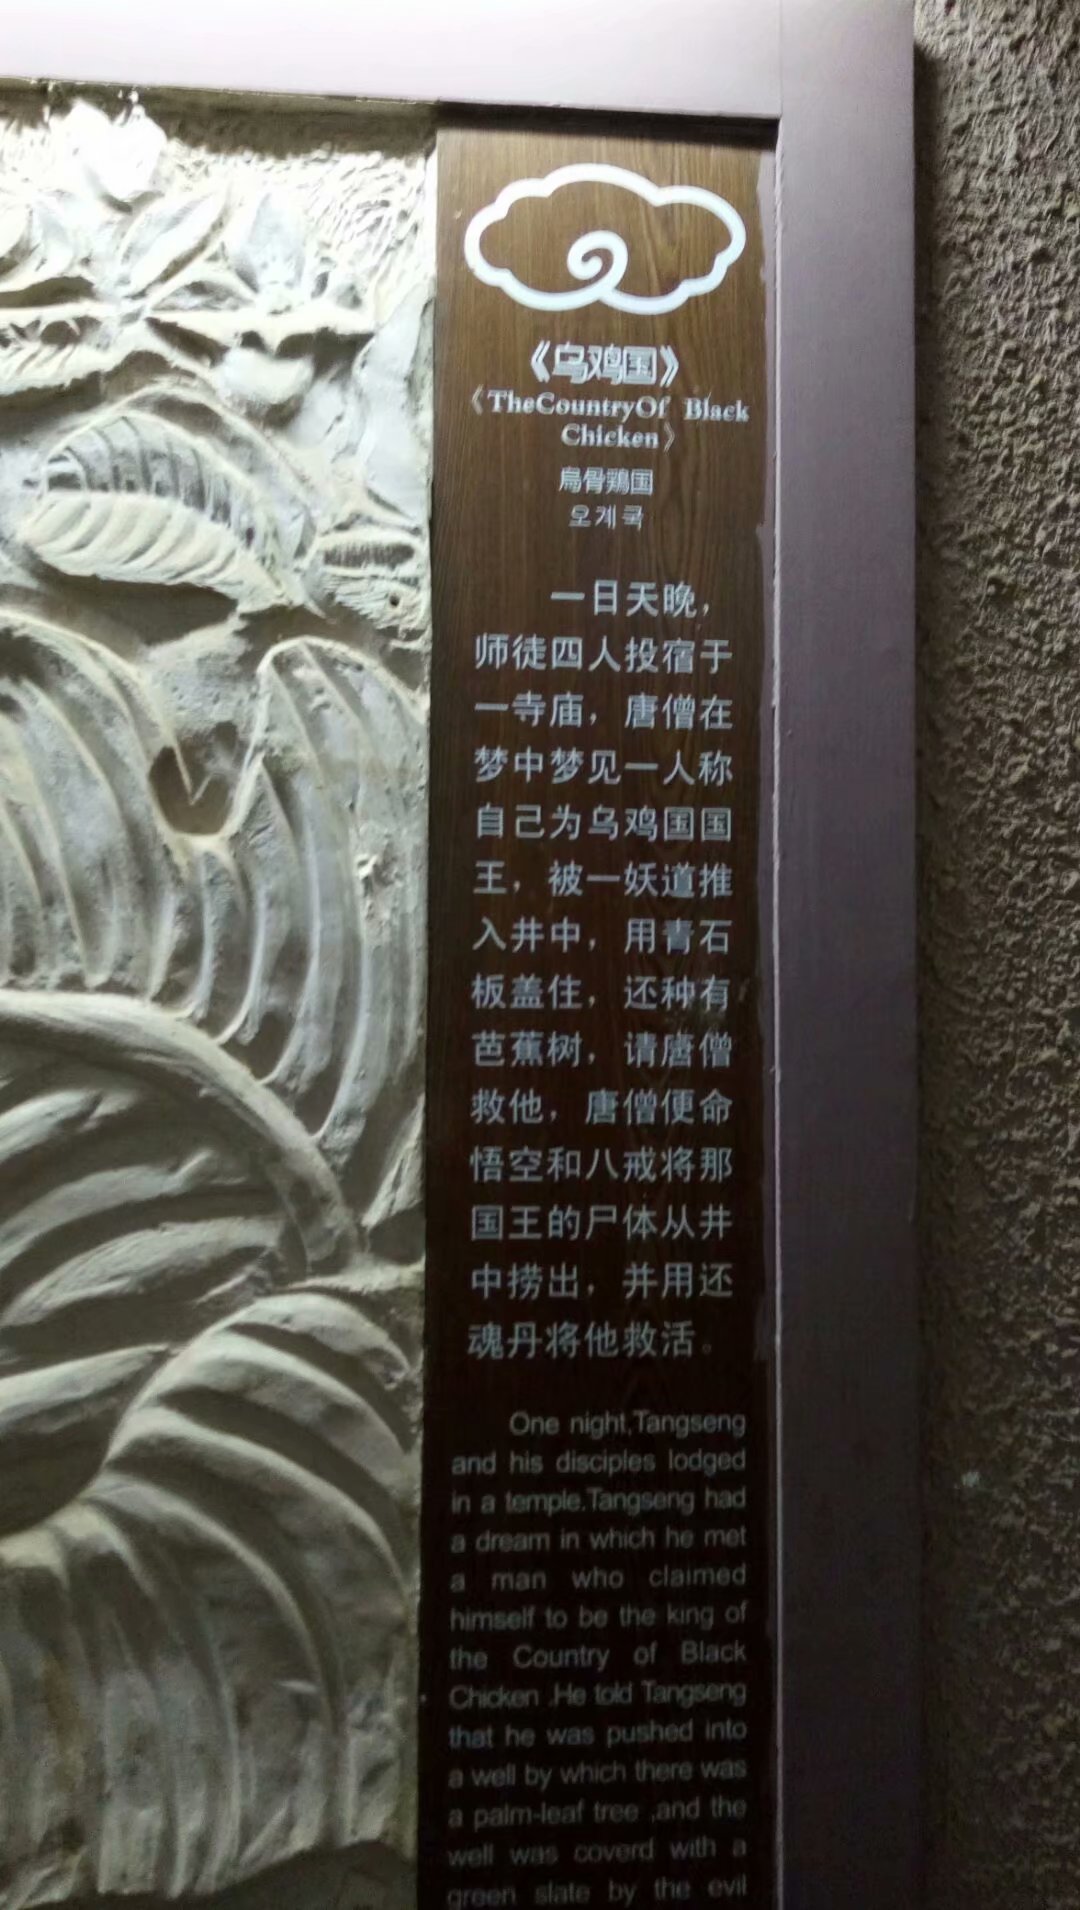 《乌鸡国》
《TheCountryOf Black
Chicken》
烏骨鶏国
오계국
一日天晚，
师徒四人投宿于
一寺庙，唐僧在
梦中梦见一人称
自己为乌鸡国国
王，被一妖道推
入井中，用青石
板盖住，还种有
芭蕉树，请唐僧
救他，唐僧便命
悟空和八戒将那
国王的尸体从井
中捞出，并用还
魂丹将他救活。
One night,Tangseng
and his disciples lodged
in a temple.Tangseng had
a dream in which he met
a man who claimed
himself to be the king of
the Country of Black
Chicken .He told Tangseng
that he was pushed into
a well by which there was
a palm-leaf tree ,and the
well was coverd with a
green slate by the evil